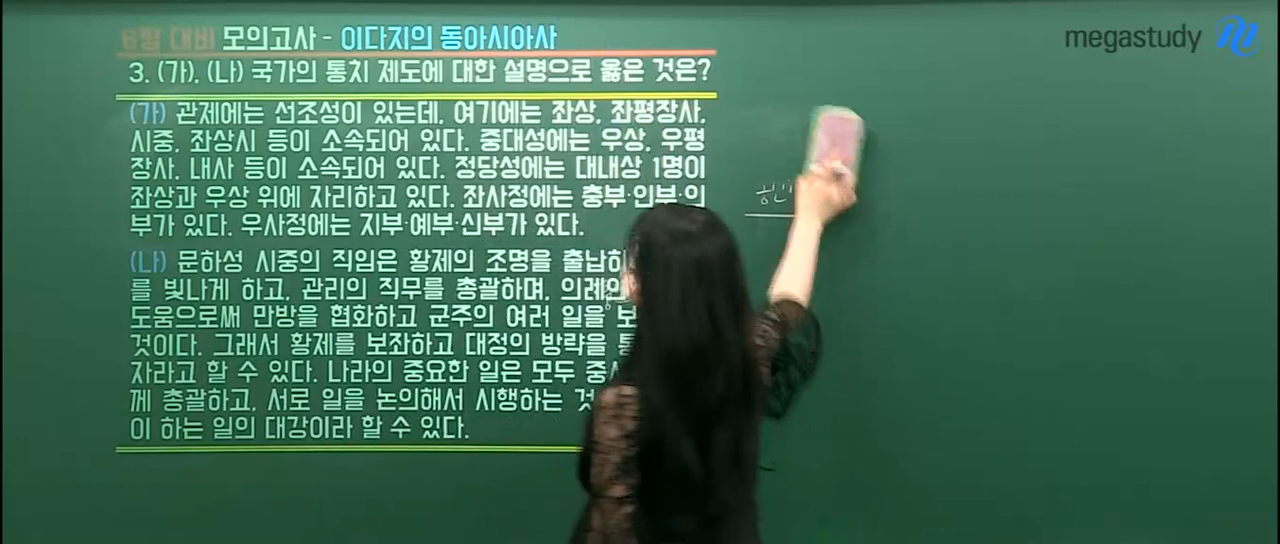 6평 대비 모의고사 - 이다지의 동아시아사
megastudy
3. (가), (나) 국가의 통치 제도에 대한 설명으로 옳은 것은?
(가) 관제에는 선조성이 있는데, 여기에는 좌상, 좌평장사,
시중, 좌상시 등이 소속되어 있다. 중대성에는 우상, 우평
장사, 내사 등이 소속되어 있다. 정당성에는 대내상 1명이
좌상과 우상 위에 자리하고 있다. 좌사정에는 충부·인부·의
부가 있다. 우사정에는 지부·예부·신부가 있다.
(나) 문하성 시중의 직임은 황제의 조명을
를 빛나게 하고, 관리의 직무를 총괄하며,
도움으로써 만방을 협화하고 군주의 여러 일을
것이다. 그래서 황제를 보좌하고 대정의 방략을
자라고 할 수 있다. 나라의 중요한 일은 모두
께 총괄하고, 서로 일을 논의해서 시행하는
이 하는 일의 대강이라 할 수 있다.